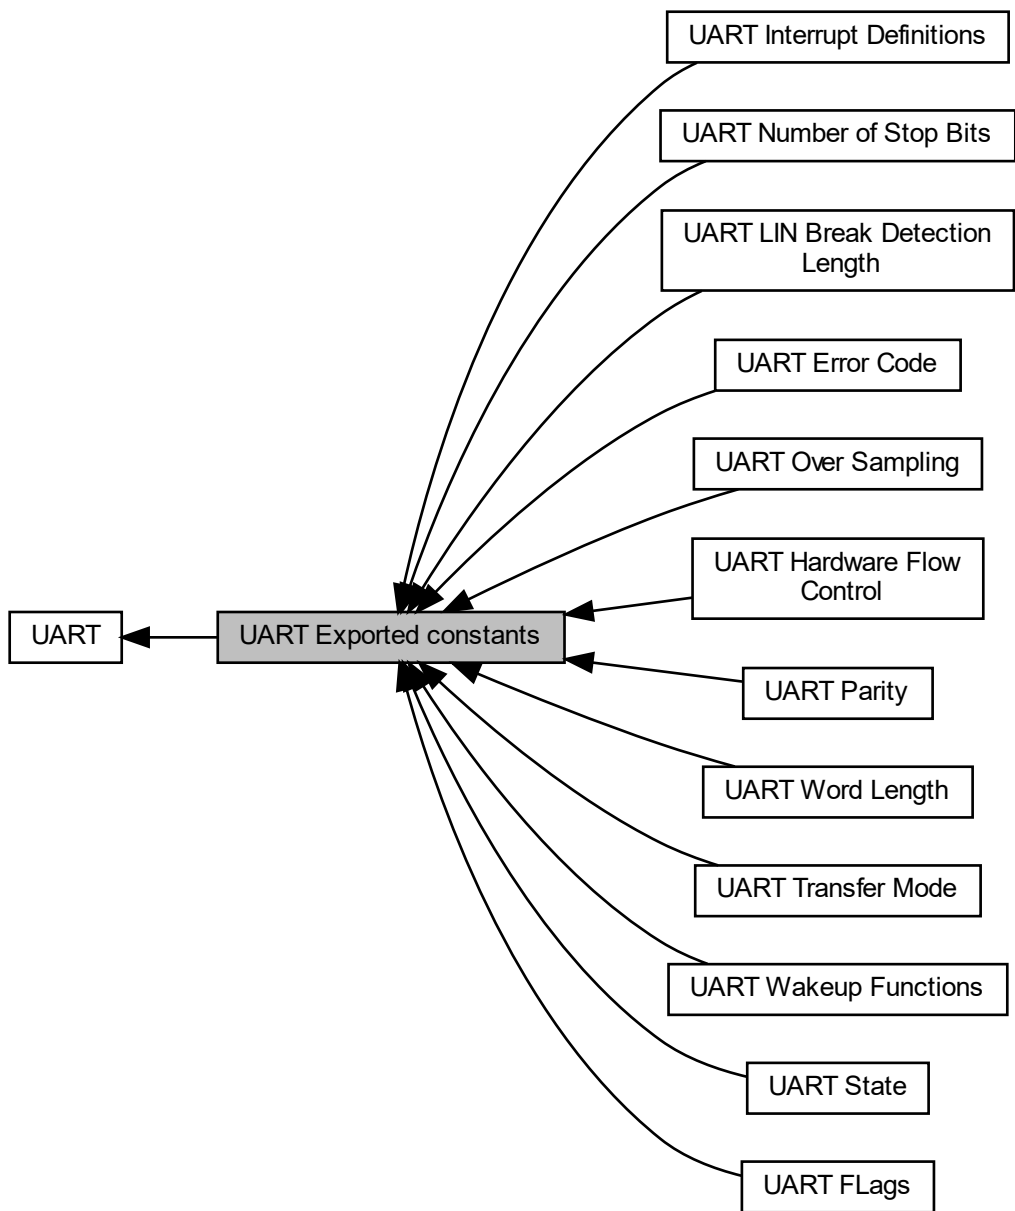 UART Interrupt Definitions
UART Number of Stop Bits
UART LIN Break Detection
Length
UART Error Code
UART Over Sampling
UART Hardware Flow
Control
UART
UART Exported constants
UART Parity
UART Word Length
UART Transfer Mode
UART Wakeup Functions
UART State
UART FLags